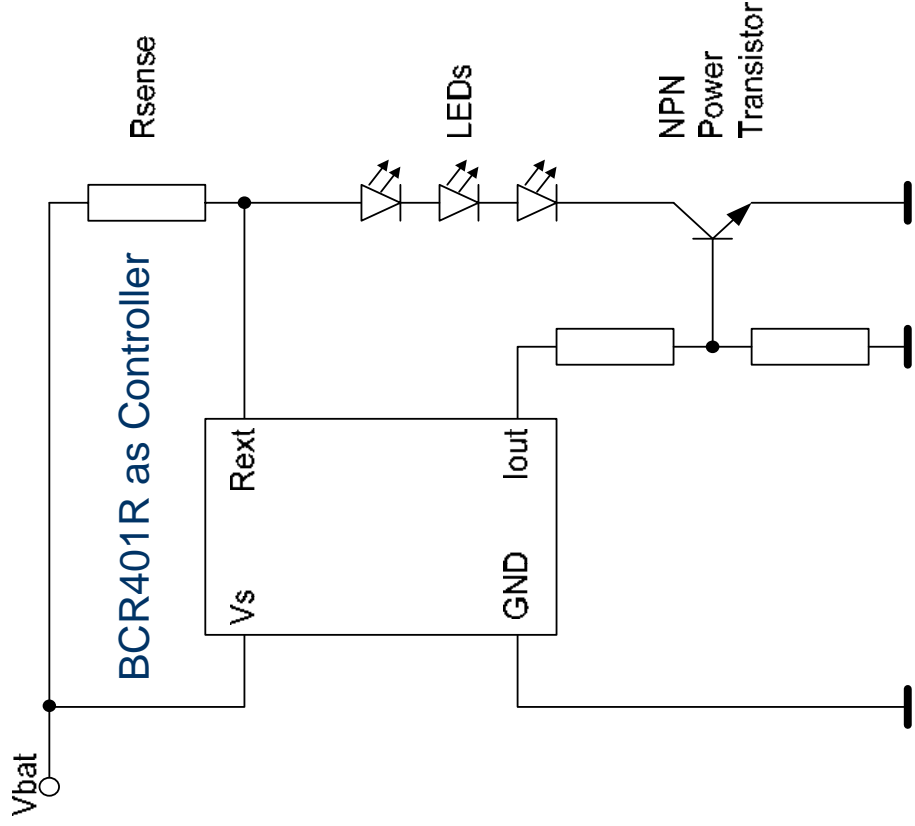 BCR401R as Controller
Vbat
Rsense
Vs
Rext
GND
Iout
LEDs
NPN
Power
Transistor